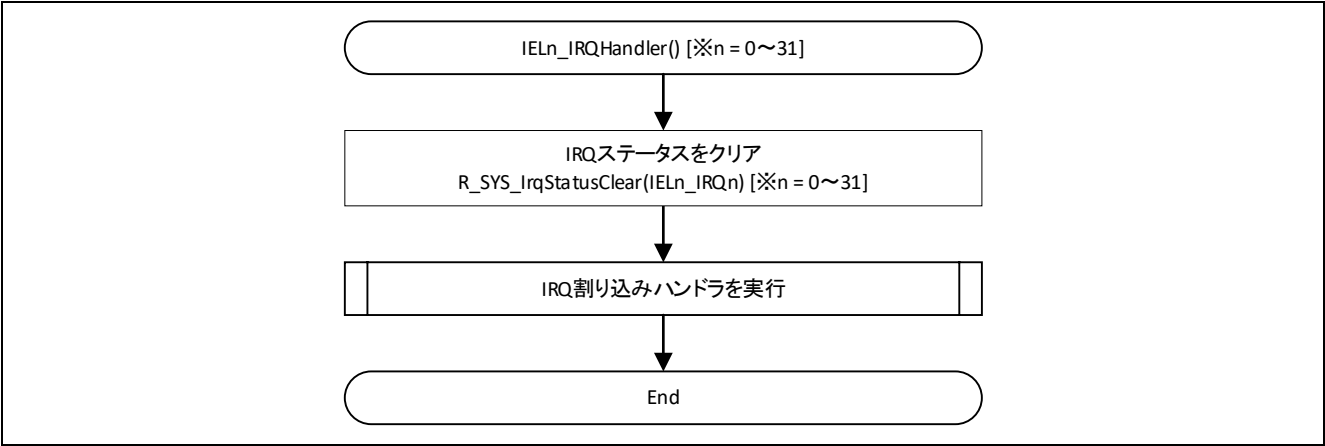 IELn_IRQHandler() [※n = 0～31]
IRQステータスをクリア
R_SYS_IrqStatusClear(IELn_IRQn) [※n = 0～31]
IRQ割り込みハンドラを実行
End